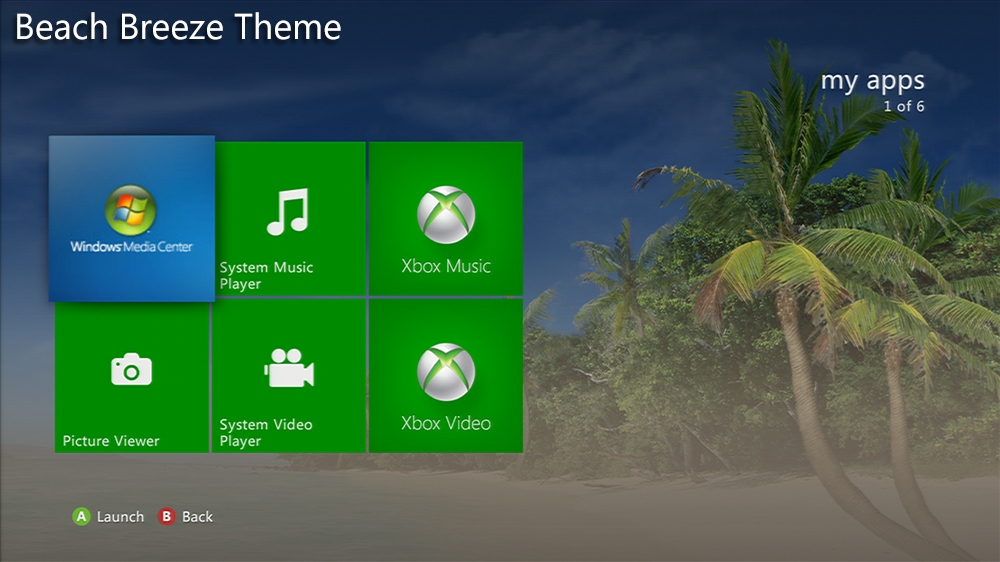 Beach Breeze Theme
my apps
1 of 6
Windows Media Center
System Music
Player
Xbox Music
Picture Viewer
System Video
Player
Xbox Video
A Launch B Back